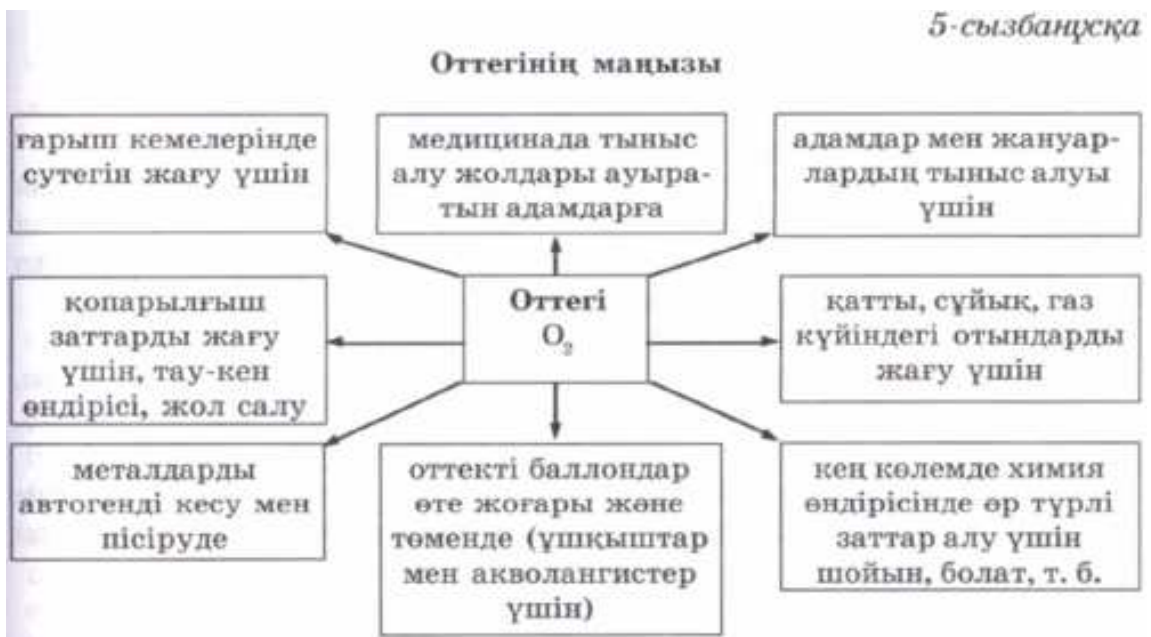 5-сызбанұсқа
Оттегінің маңызы
ғарыш кемелерінде
сутегін жағу үшін
медицинада тыныс
алу жолдары ауыра-
тын адамдарға
адамдар мен жануар-
лардың тыныс алуы
үшін
қопарылғыш
заттарды жағу
үшін, тау-кен
өндірісі, жол салу
Оттегі
O₂
қатты, сұйық, газ
күйіндегі отындарды
жағу үшін
металдарды
автогенді кесу мен
пісіруде
оттекті баллондар
өте жоғары және
төменде (ұшқыштар
мен акволангистер
үшін)
кең көлемде химия
өндірісінде әр түрлі
заттар алу үшін
шойын, болат, т. б.